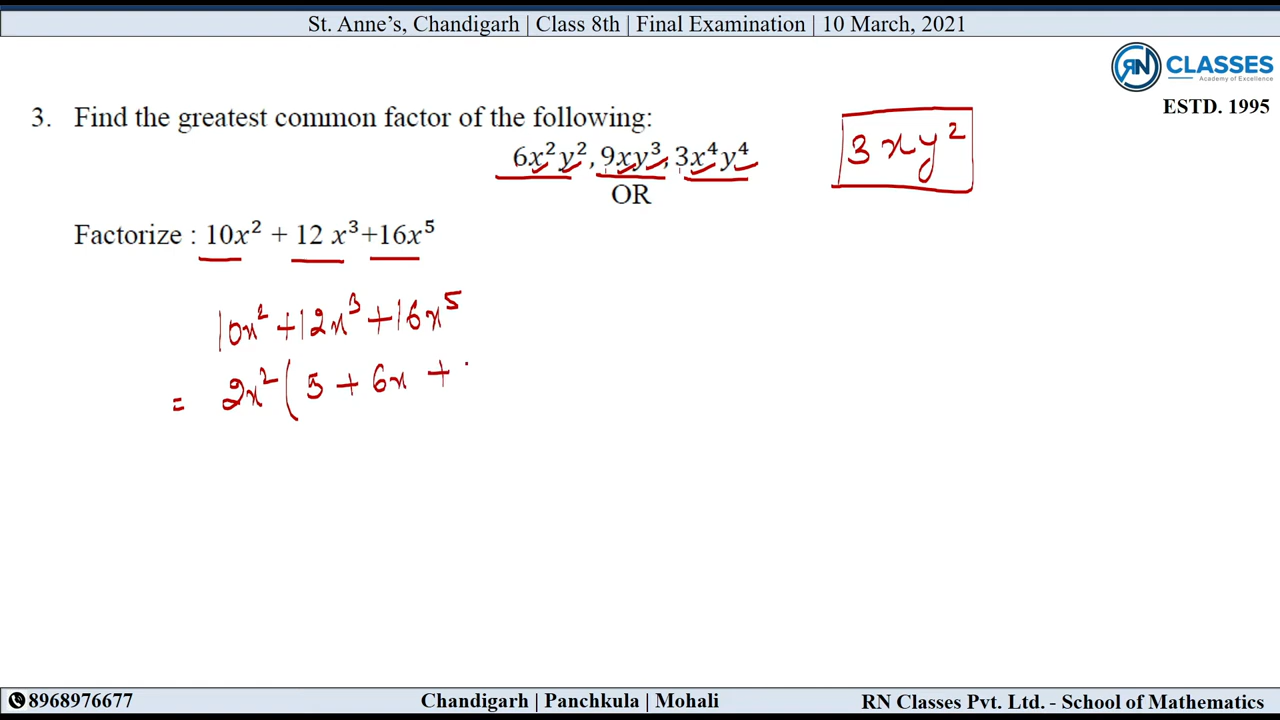 St. Anne's, Chandigarh | Class 8th | Final Examination | 10 March, 2021
RN CLASSES
Academy of Excellence
ESTD. 1995
3. Find the greatest common factor of the following:
6x²y², 9xy³, 3x⁴y⁴
3xy²
OR
Factorize : 10x² + 12 x³+16x⁵
10x² + 12x³ + 16x⁵
= 2x² ( 5 + 6x +
8968976677
Chandigarh | Panchkula | Mohali
RN Classes Pvt. Ltd. - School of Mathematics